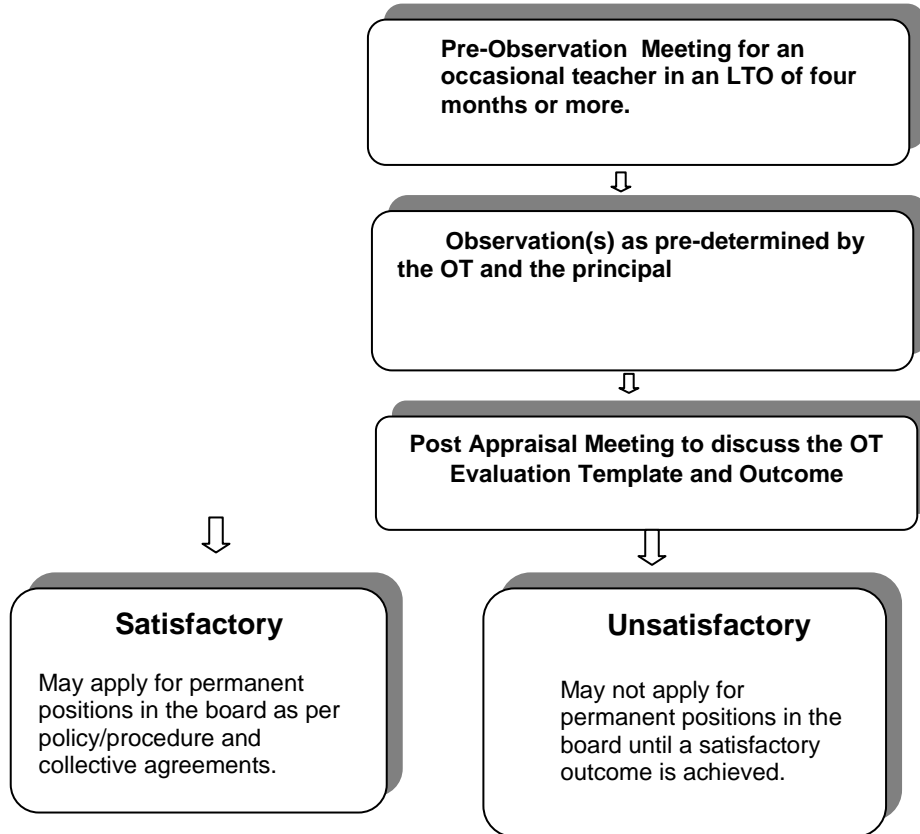 Pre-Observation Meeting for an
occasional teacher in an LTO of four
months or more.
Observation(s) as pre-determined by
the OT and the principal
Post Appraisal Meeting to discuss the OT
Evaluation Template and Outcome
Satisfactory
May apply for permanent
positions in the board as per
policy/procedure and
collective agreements.
Unsatisfactory
May not apply for
permanent positions in the
board until a satisfactory
outcome is achieved.